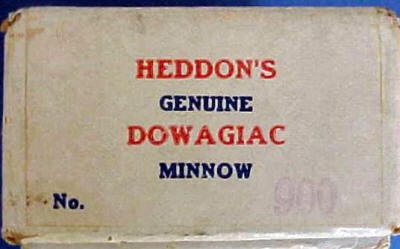 HEDDON'S
GENUINE
DOWAGIAC
MINNOW
No. 900